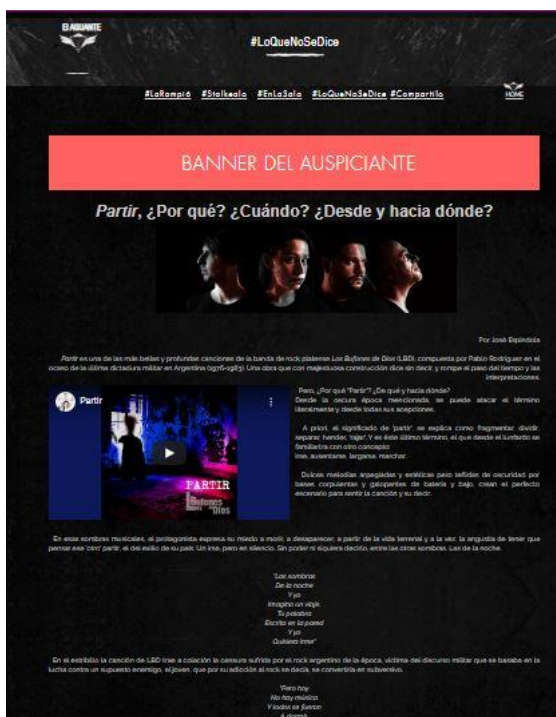 El AGUANTE
#LoQueNoSeDice
#LaRompió #Stalkealo #EnLaSala #LoQueNoSeDice #Compartilo
HOME
BANNER DEL AUSPICIANTE
Partir, ¿Por qué? ¿Cuándo? ¿Desde y hacia dónde?
Por José Espíndola
Partir es una de las más bellas y profundas canciones de la banda de rock platense Los Bufones de Dios (LBD), compuesta por Pablo Rodríguez en el
ocaso de la última dictadura militar en Argentina (1976-1983). Una obra que con majestuosa construcción dice sin decir, y rompe el paso del tiempo y las
interpretaciones.
Partir
PARTIR
Los Bufones de Dios
Pero, ¿Por qué "Partir"? ¿De qué y hacia dónde?
Desde la oscura época mencionada, se puede atacar el término
literalmente y desde todas sus acepciones.
A priori, el significado de 'partir' se explica como fragmentar, dividir,
separar, hender, 'rajar'. Y es éste último término, el que desde el lunfardo se
familiariza con otro concepto:
irse, ausentarse, largarse, marchar.
Dulces melodías arpegiadas y estéticas pero teñidas de oscuridad por
bases corpulentas y galopantes de batería y bajo, crean el perfecto
escenario para sentir la canción y su decir.
En esas sombras musicales, el protagonista expresa su miedo a morir, a desaparecer, a partir de la vida terrenal y a la vez, la angustia de tener que
pensar ese 'otro' partir, el del exilio de su país. Un irse, pero en silencio. Sin poder ni siquiera decirlo, entre las otras sombras. Las de la noche.
"Las sombras
De la noche
Y yo
Imagino un viaje
Tu palabra
Escrita en la pared
Y yo
Quisiera irme"
En el estribillo la canción de LBD trae a colación la censura sufrida por el rock argentino de la época, víctima del discurso militar que se basaba en la
lucha contra un supuesto enemigo, el joven, que por su adicción al rock se decía, se convertiría en subversivo.
"Pero hoy
No hay música
Y todos se fueron
A dormir